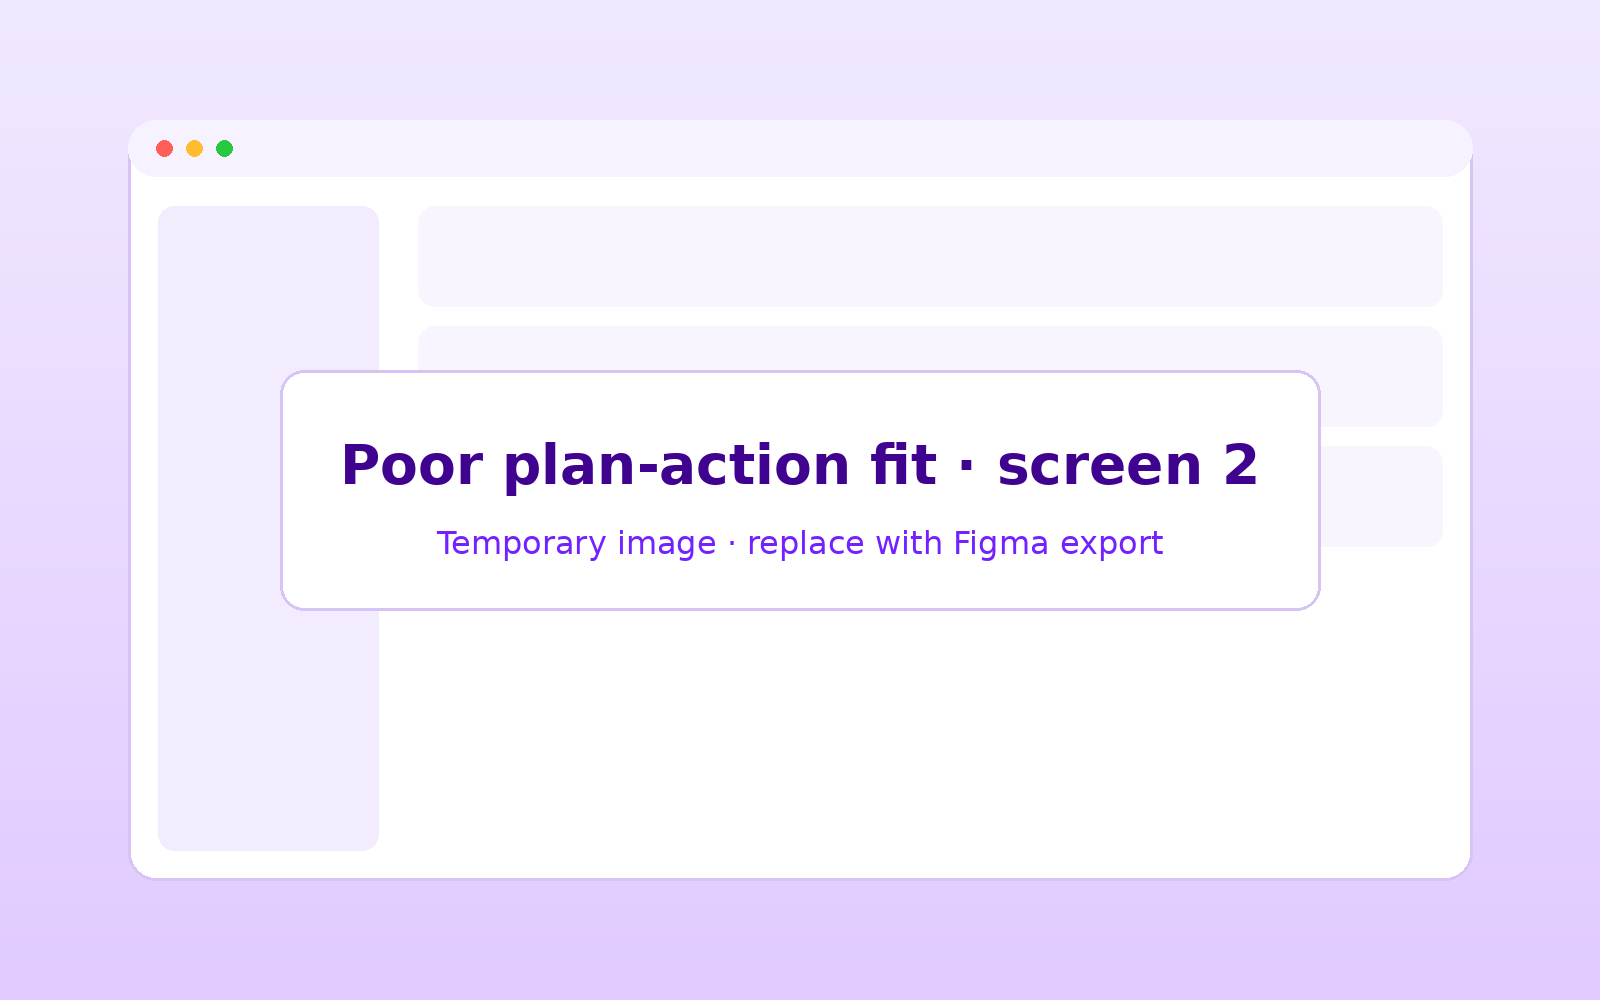 Poor plan-action fit · screen 2
Temporary image · replace with Figma export